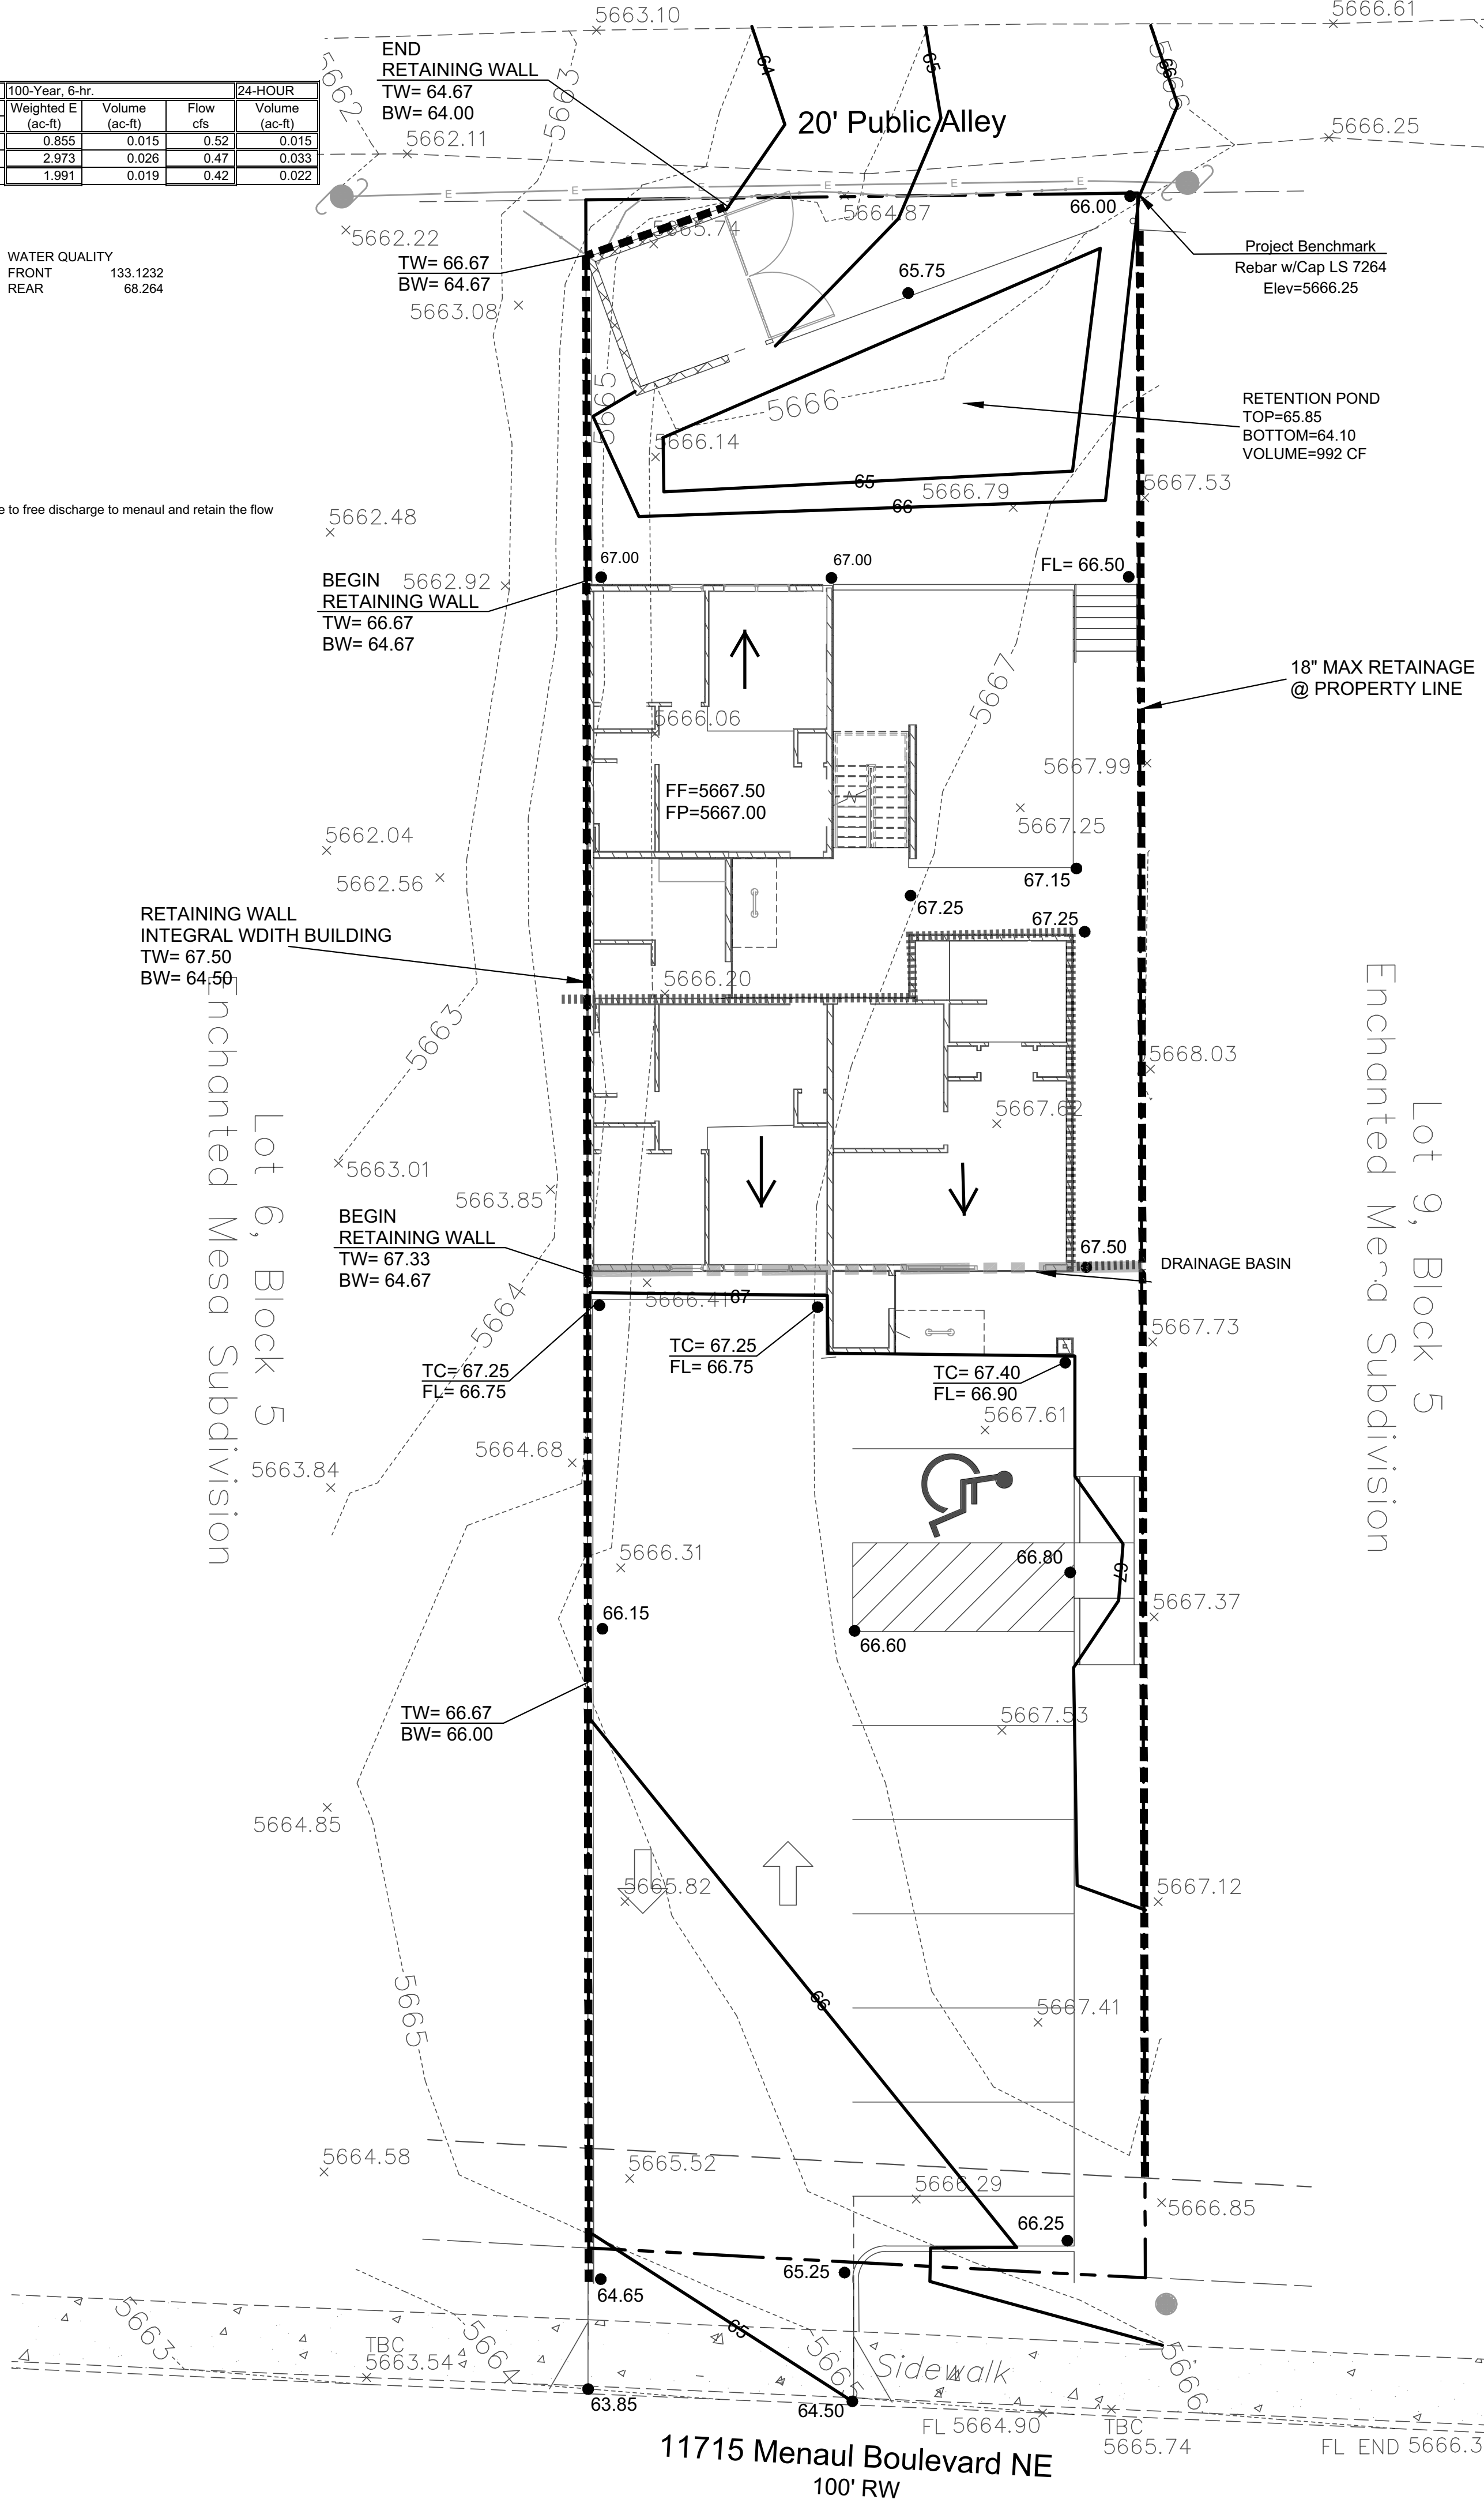 5663.10
5666.61
END
RETAINING WALL
TW= 64.67
BW= 64.00
5662
5663
64
65
66
20' Public Alley
5666.25
5662.11
100-Year, 6-hr. 24-HOUR
Weighted E Volume Flow Volume
(ac-ft) (ac-ft) cfs (ac-ft)
0.855 0.015 0.52 0.015
2.973 0.026 0.47 0.033
1.991 0.019 0.42 0.022
E E E E E
66.00
5664.87
5665.74
5662.22
WATER QUALITY
FRONT 133.1232
REAR 68.264
TW= 66.67
BW= 64.67
5663.08
65.75
Project Benchmark
Rebar w/Cap LS 7264
Elev=5666.25
5665
5666
5666.14
RETENTION POND
TOP=65.85
BOTTOM=64.10
VOLUME=992 CF
65
5666.79
66
5667.53
e to free discharge to menaul and retain the flow
5662.48
67.00
67.00
FL= 66.50
BEGIN
RETAINING WALL
TW= 66.67
BW= 64.67
5662.92
5667
18" MAX RETAINAGE
@ PROPERTY LINE
5666.06
5667.99
FF=5667.50
FP=5667.00
5667.25
5662.04
5662.56
67.15
67.25
67.25
RETAINING WALL
INTEGRAL WDITH BUILDING
TW= 67.50
BW= 64.50
5666.20
5663
Lot 6, Block 5
Enchanted Mesa Subdivision
Lot 9, Block 5
Enchanted Mesa Subdivision
5668.03
5667.62
5663.01
5663.85
BEGIN
RETAINING WALL
TW= 67.33
BW= 64.67
67.50
DRAINAGE BASIN
5666.41
67
5664
5667.73
TC= 67.25
FL= 66.75
TC= 67.25
FL= 66.75
TC= 67.40
FL= 66.90
5667.61
5664.68
5663.84
5666.31
66.80
67
66.15
66.60
5667.37
TW= 66.67
BW= 66.00
5667.53
5664.85
5665.82
5667.12
5665
66
5667.41
5664.58
5665.52
5666.29
5666.85
66.25
65.25
64.65
65
5663
5664
5665
5666
TBC
5663.54
Sidewalk
63.85
64.50
FL 5664.90
TBC
5665.74
FL END 5666.3
11715 Menaul Boulevard NE
100' RW